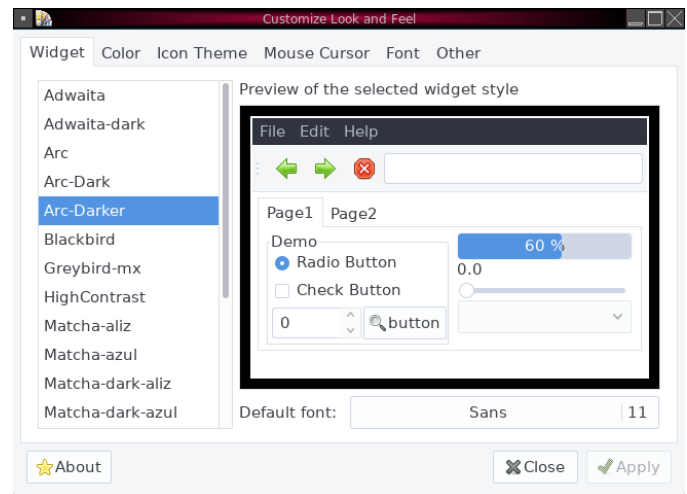 Customize Look and Feel
Widget Color Icon Theme Mouse Cursor Font Other
Adwaita
Adwaita-dark
Arc
Arc-Dark
Arc-Darker
Blackbird
Greybird-mx
HighContrast
Matcha-aliz
Matcha-azul
Matcha-dark-aliz
Matcha-dark-azul
Preview of the selected widget style
File Edit Help
Page1 Page2
Demo
Radio Button
Check Button
0 button
60 %
0.0
Default font: Sans 11
About Close Apply